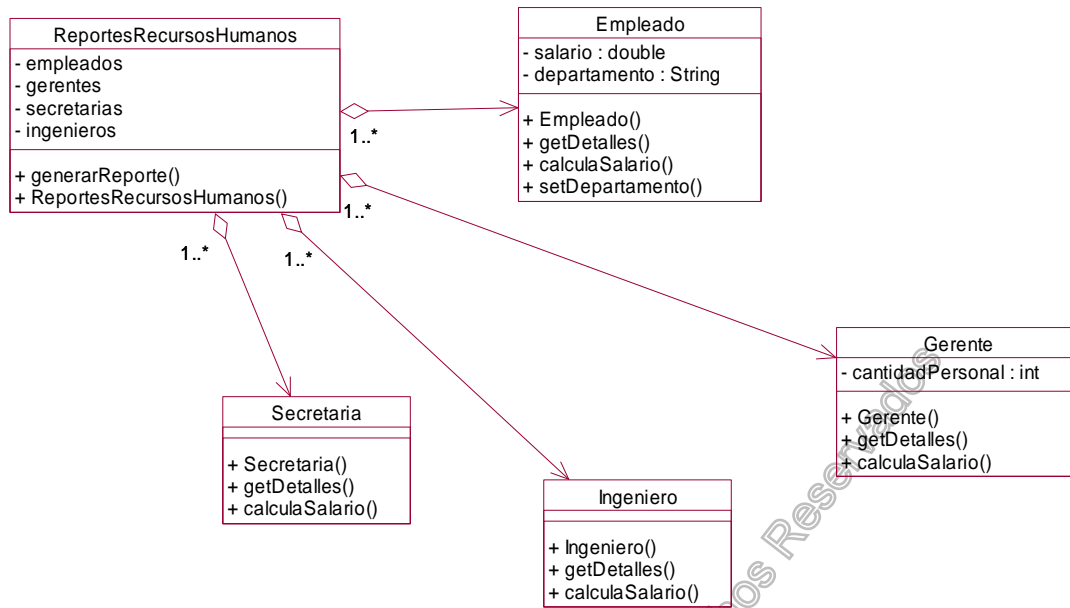 ReportesRecursosHumanos
- empleados
- gerentes
- secretarias
- ingenieros
+ generarReporte()
+ ReportesRecursosHumanos()
Empleado
- salario : double
- departamento : String
+ Empleado()
+ getDetalles()
+ calculaSalario()
+ setDepartamento()
1..*
1..*
1..*
1..*
Gerente
- cantidadPersonal : int
+ Gerente()
+ getDetalles()
+ calculaSalario()
Secretaria
+ Secretaria()
+ getDetalles()
+ calculaSalario()
Ingeniero
+ Ingeniero()
+ getDetalles()
+ calculaSalario()
Reservados